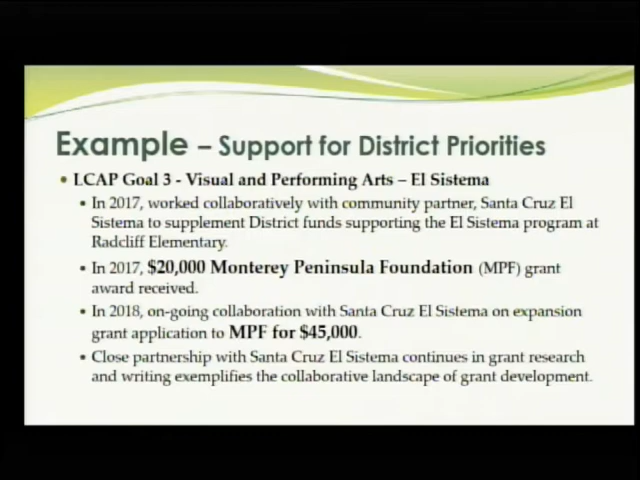 Example – Support for District Priorities
• LCAP Goal 3 - Visual and Performing Arts – El Sistema
• In 2017, worked collaboratively with community partner, Santa Cruz El
Sistema to supplement District funds supporting the El Sistema program at
Radcliff Elementary.
• In 2017, $20,000 Monterey Peninsula Foundation (MPF) grant
award received.
• In 2018, on-going collaboration with Santa Cruz El Sistema on expansion
grant application to MPF for $45,000.
• Close partnership with Santa Cruz El Sistema continues in grant research
and writing exemplifies the collaborative landscape of grant development.